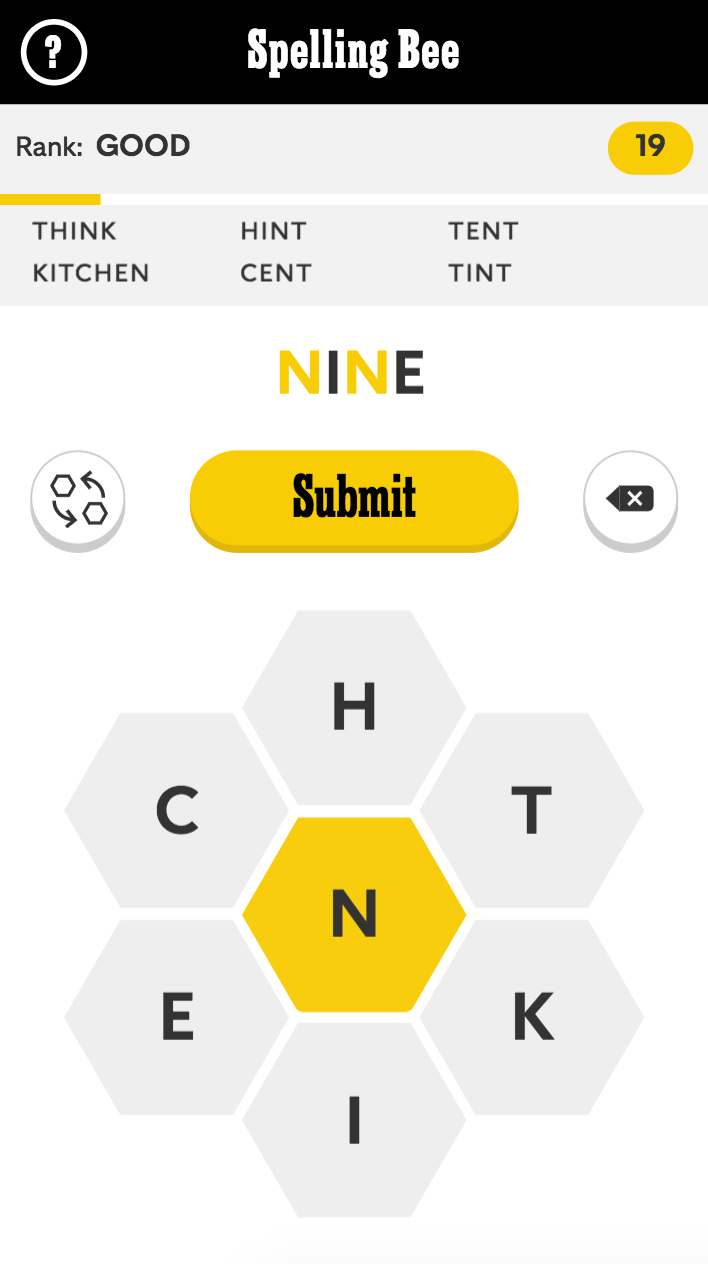 ? Spelling Bee
Rank: GOOD 19
THINK HINT TENT
KITCHEN CENT TINT
NINE
Submit
H
C T
N
E K
I